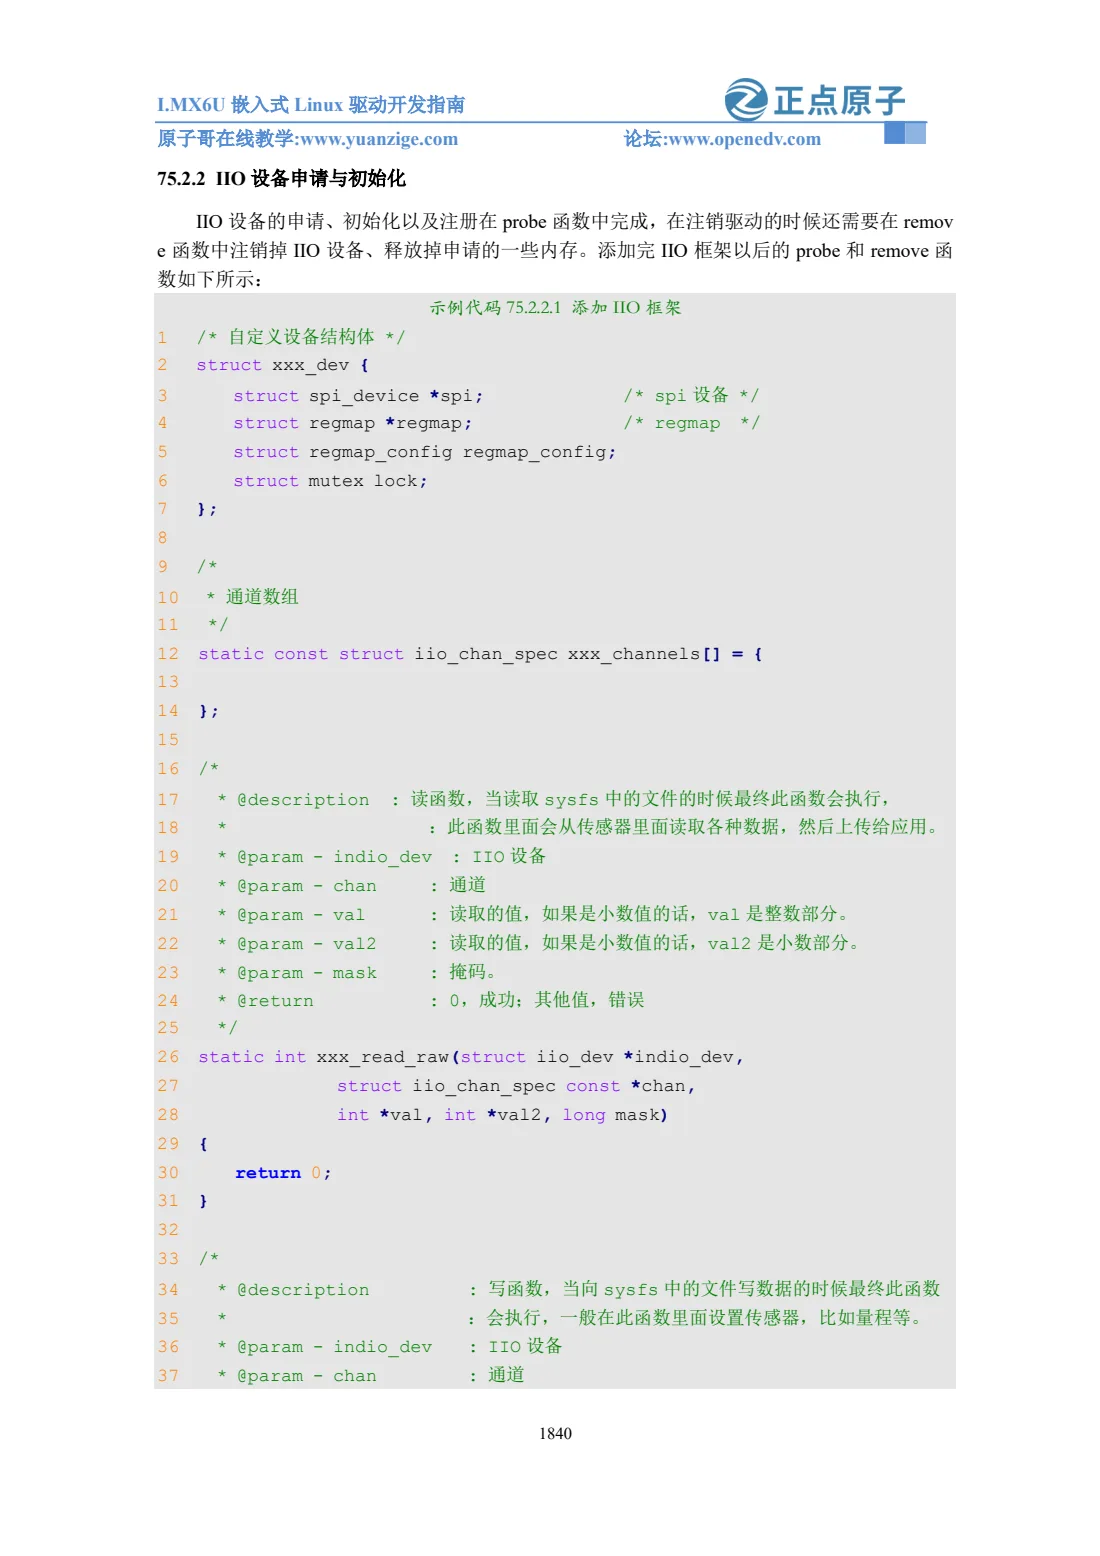 I.MX6U 嵌入式 Linux 驱动开发指南
正点原子
原子哥在线教学:www.yuanzige.com 论坛:www.openedv.com
75.2.2 IIO 设备申请与初始化
IIO 设备的申请、初始化以及注册在 probe 函数中完成，在注销驱动的时候还需要在 remov
e 函数中注销掉 IIO 设备、释放掉申请的一些内存。添加完 IIO 框架以后的 probe 和 remove 函
数如下所示：
示例代码 75.2.2.1 添加 IIO 框架
1 /* 自定义设备结构体 */
2 struct xxx_dev {
3 struct spi_device *spi; /* spi 设备 */
4 struct regmap *regmap; /* regmap */
5 struct regmap_config regmap_config;
6 struct mutex lock;
7 };
8
9 /*
10 * 通道数组
11 */
12 static const struct iio_chan_spec xxx_channels[] = {
13
14 };
15
16 /*
17 * @description : 读函数，当读取 sysfs 中的文件的时候最终此函数会执行，
18 * : 此函数里面会从传感器里面读取各种数据，然后上传给应用。
19 * @param - indio_dev : IIO 设备
20 * @param - chan : 通道
21 * @param - val : 读取的值，如果是小数值的话，val 是整数部分。
22 * @param - val2 : 读取的值，如果是小数值的话，val2 是小数部分。
23 * @param - mask : 掩码。
24 * @return : 0，成功；其他值，错误
25 */
26 static int xxx_read_raw(struct iio_dev *indio_dev,
27 struct iio_chan_spec const *chan,
28 int *val, int *val2, long mask)
29 {
30 return 0;
31 }
32
33 /*
34 * @description : 写函数，当向 sysfs 中的文件写数据的时候最终此函数
35 * : 会执行，一般在此函数里面设置传感器，比如量程等。
36 * @param - indio_dev : IIO 设备
37 * @param - chan : 通道
1840